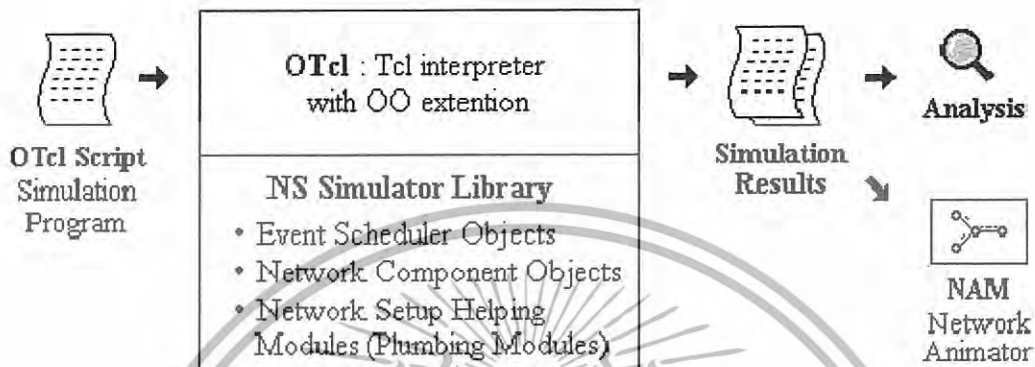 OTcl Script
Simulation
Program
OTcl : Tcl interpreter
with OO extention
NS Simulator Library
• Event Scheduler Objects
• Network Component Objects
• Network Setup Helping
Modules (Plumbing Modules)
Simulation
Results
Analysis
NAM
Network
Animator